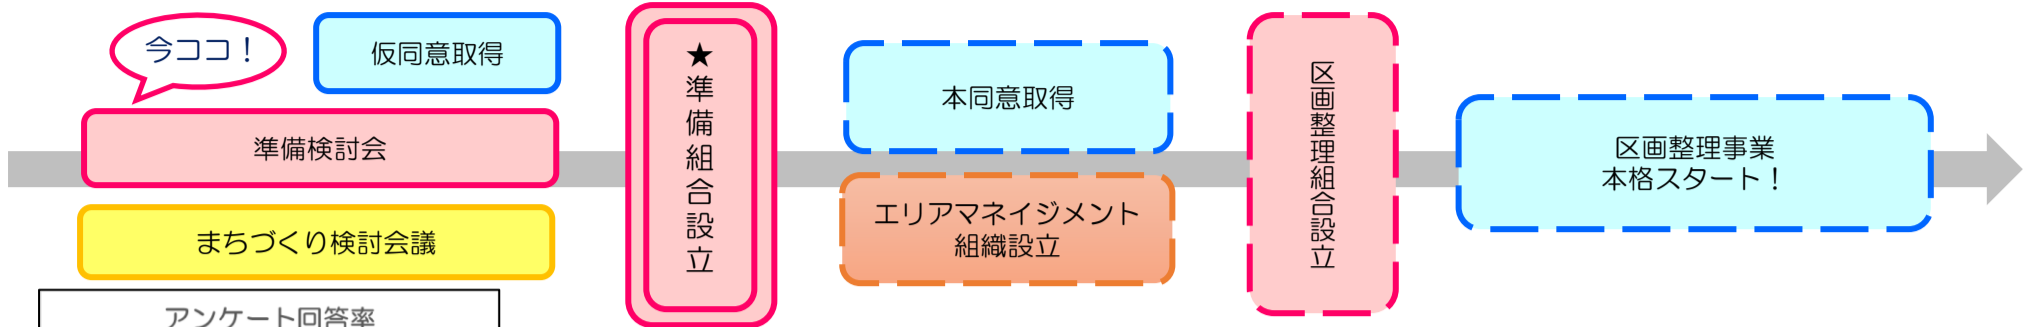 今ココ！
仮同意取得
準備検討会
まちづくり検討会議
アンケート回答率
★準備組合設立
本同意取得
エリアマネイジメント
組織設立
区画整理組合設立
区画整理事業
本格スタート！